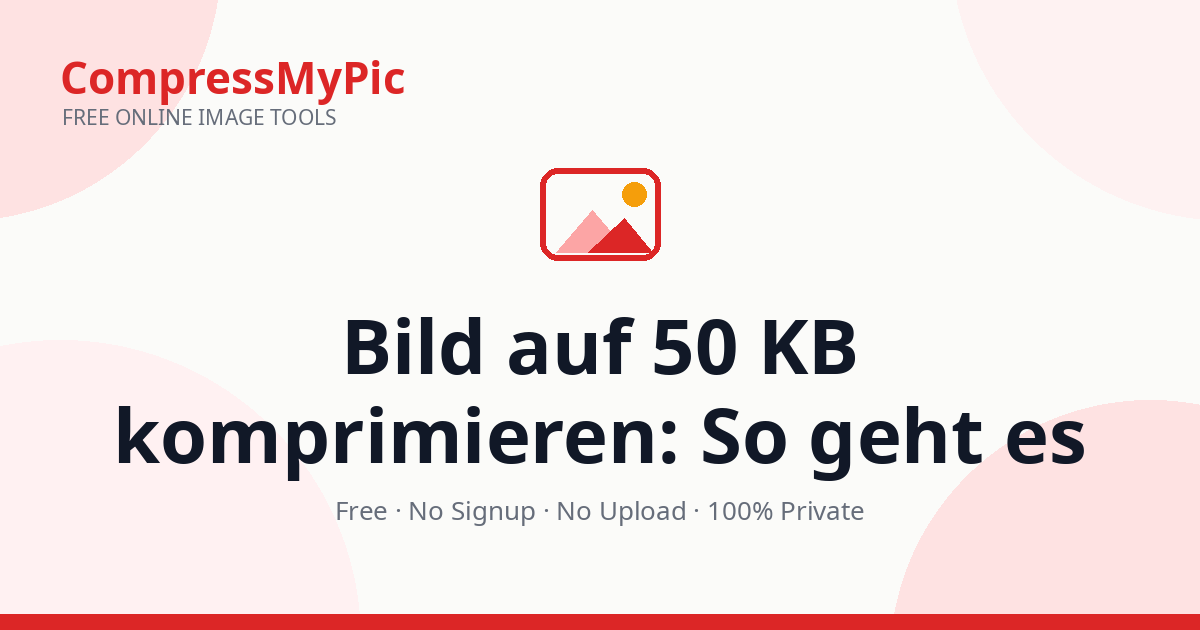 CompressMyPic
FREE ONLINE IMAGE TOOLS
Bild auf 50 KB
komprimieren: So geht es
Free · No Signup · No Upload · 100% Private